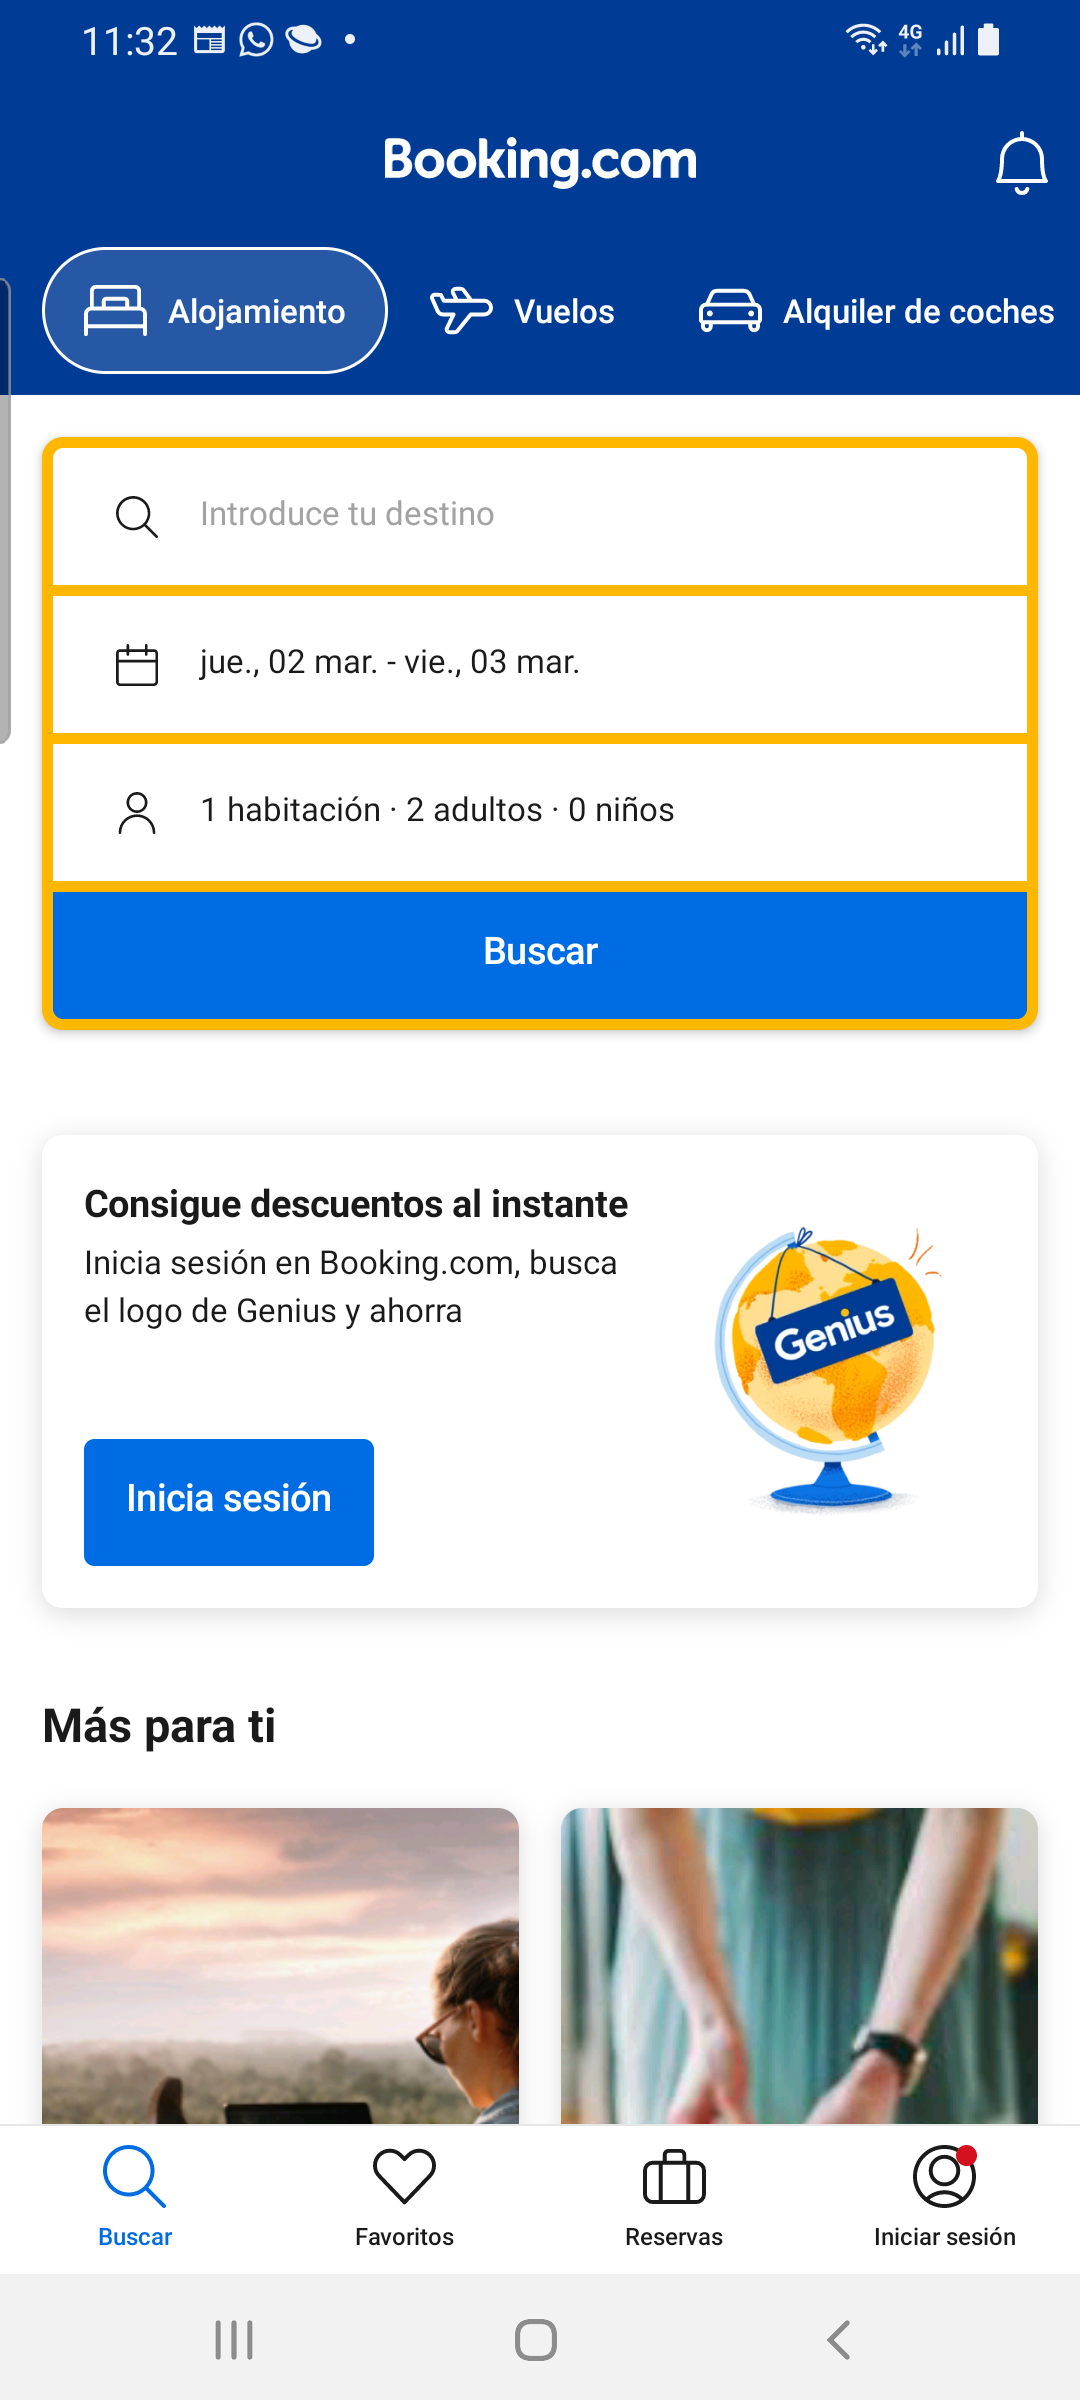 11:32
4G
Booking.com
Alojamiento
Vuelos
Alquiler de coches
Introduce tu destino
jue., 02 mar. - vie., 03 mar.
1 habitación · 2 adultos · 0 niños
Buscar
Consigue descuentos al instante
Inicia sesión en Booking.com, busca
el logo de Genius y ahorra
Genius
Inicia sesión
Más para ti
Buscar
Favoritos
Reservas
Iniciar sesión